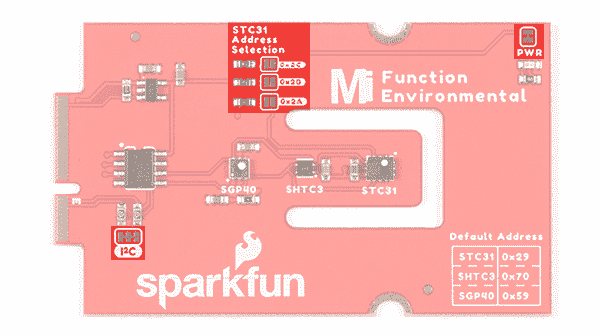 STC31
Address
Selection
0x2C
0x2B
0x2A
PWR
Mi Function
Environmental
SGP40
SHTC3
STC31
I²C
sparkfun
Default Address
STC31 0x29
SHTC3 0x70
SGP40 0x59